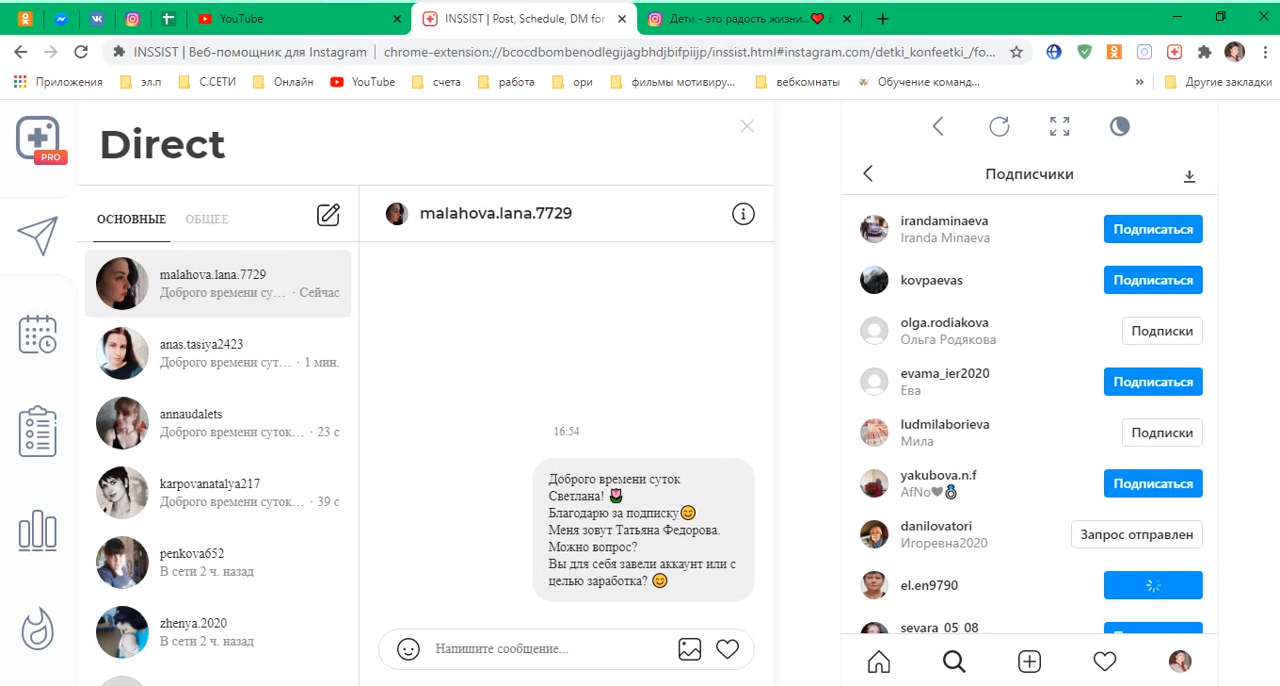 YouTube
INSSIST | Post, Schedule, DM for
Дети - это радость жизни...❤
INSSIST | Веб-помощник для Instagram
chrome-extension://bcocdbombenodlegijagbhdjbifpiijp/inssist.html#instagram.com/detki_konfeetki_/fo...
Приложения
эл.п
С.СЕТИ
Онлайн
YouTube
счета
работа
ори
фильмы мотивиру...
вебкомнаты
Обучение команд...
»
Другие закладки
PRO
Direct
ОСНОВНЫЕ
ОБЩЕЕ
malahova.lana.7729
Доброго времени су... · Сейчас
anas.tasiya2423
Доброго времени сут... · 1 мин.
annaudalets
Доброго времени суток... · 23 с
karpovanatalya217
Доброго времени суток... · 39 с
penkova652
В сети 2 ч. назад
zhenya.2020
В сети 2 ч. назад
malahova.lana.7729
16:54
Доброго времени суток
Светлана! 🌷
Благодарю за подписку😊
Меня зовут Татьяна Федорова.
Можно вопрос?
Вы для себя завели аккаунт или с
целью заработка? 😊
Напишите сообщение...
Подписчики
irandaminaeva
Iranda Minaeva
Подписаться
kovpaevas
Подписаться
olga.rodiakova
Ольга Родякова
Подписки
evama_ier2020
Ева
Подписаться
ludmilaborieva
Мила
Подписки
yakubova.n.f
AfNo🖤💍
Подписаться
danilovatori
Игоревна2020
Запрос отправлен
el.en9790
sevara_05_08